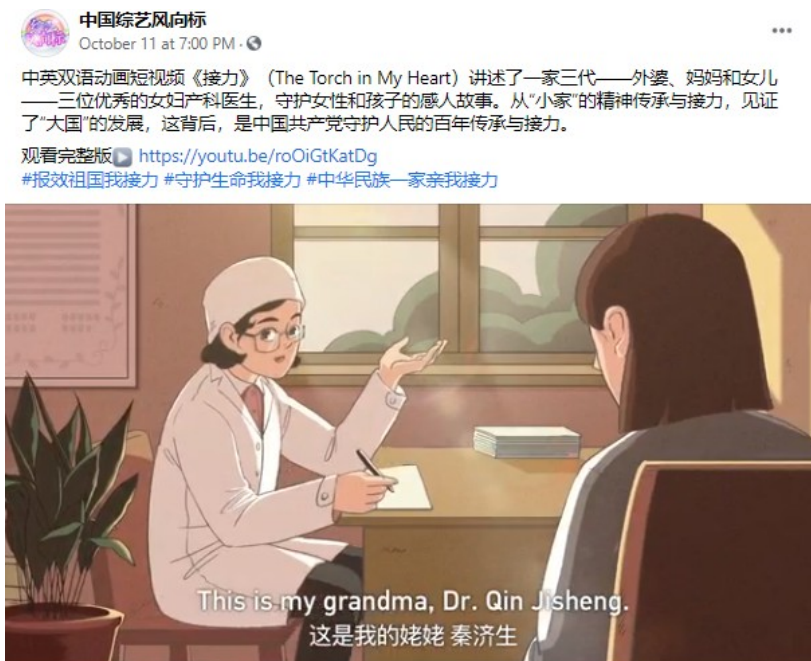 中国综艺风向标
October 11 at 7:00 PM ·
中英双语动画短视频《接力》（The Torch in My Heart）讲述了一家三代——外婆、妈妈和女儿
——三位优秀的女妇产科医生，守护女性和孩子的感人故事。从“小家”的精神传承与接力，见证
了“大国”的发展，这背后，是中国共产党守护人民的百年传承与接力。
观看完整版▶️ https://youtu.be/roOiGtKatDg
#报效祖国我接力 #守护生命我接力 #中华民族一家亲我接力
This is my grandma, Dr. Qin Jisheng.
这是我的姥姥 秦济生